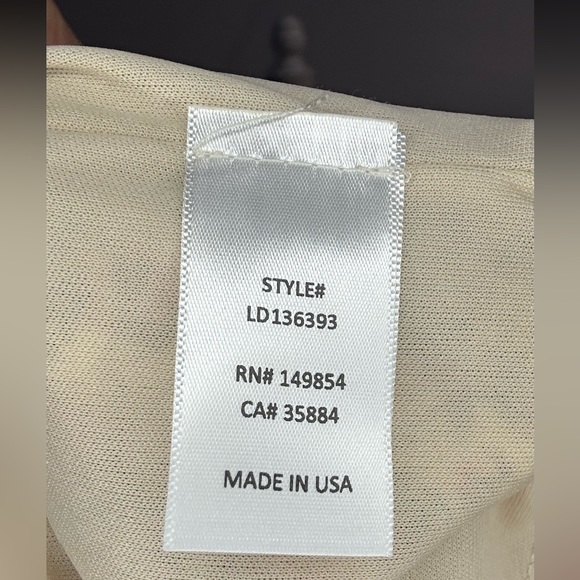 STYLE#
LD136393
RN# 149854
CA# 35884
MADE IN USA